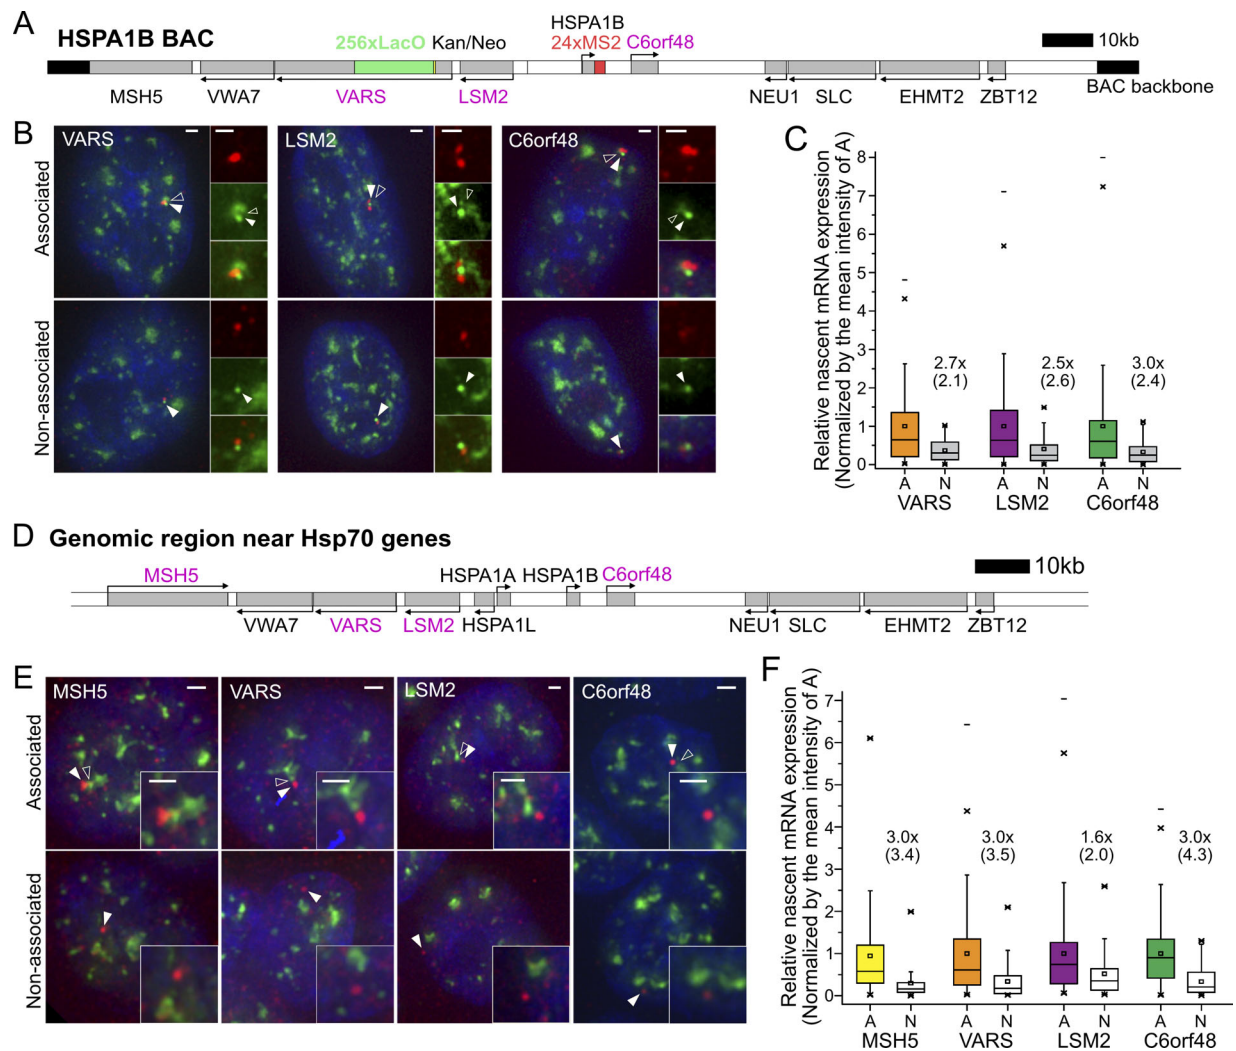 A
HSPA1B BAC
256xLacO Kan/Neo
HSPA1B
24xMS2 C6orf48
10kb
MSH5 VWA7 VARS LSM2 NEU1 SLC EHMT2 ZBT12
BAC backbone
B
Associated
Non-associated
VARS
LSM2
C6orf48
C
Relative nascent mRNA expression
(Normalized by the mean intensity of A)
8
7
6
5
4
3
2
1
0
2.7x
(2.1)
2.5x
(2.6)
3.0x
(2.4)
A N A N A N
VARS LSM2 C6orf48
D
Genomic region near Hsp70 genes
10kb
MSH5 HSPA1A HSPA1B C6orf48
VWA7 VARS LSM2 HSPA1L NEU1 SLC EHMT2 ZBT12
E
Associated
Non-associated
MSH5
VARS
LSM2
C6orf48
F
Relative nascent mRNA expression
(Normalized by the mean intensity of A)
7
6
5
4
3
2
1
0
3.0x
(3.4)
3.0x
(3.5)
1.6x
(2.0)
3.0x
(4.3)
A N A N A N A N
MSH5 VARS LSM2 C6orf48